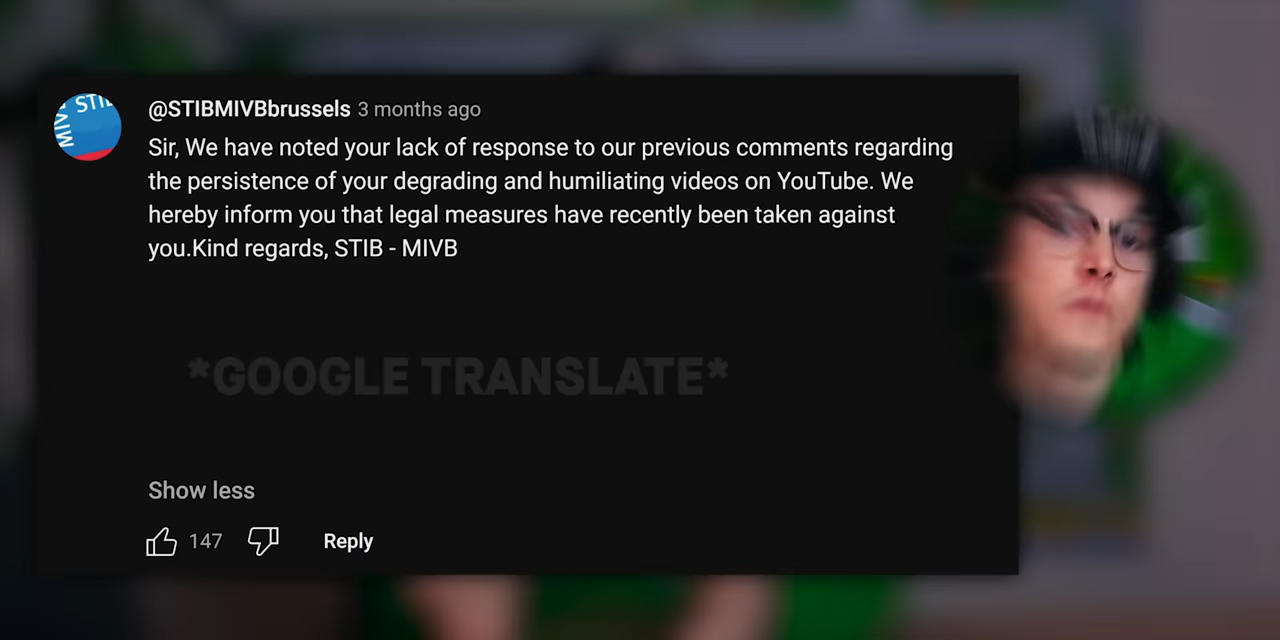 STIB
MIVB
@STIBMIVBbrussels 3 months ago
Sir, We have noted your lack of response to our previous comments regarding
the persistence of your degrading and humiliating videos on YouTube. We
hereby inform you that legal measures have recently been taken against
you.Kind regards, STIB - MIVB
*GOOGLE TRANSLATE*
Show less
147 Reply